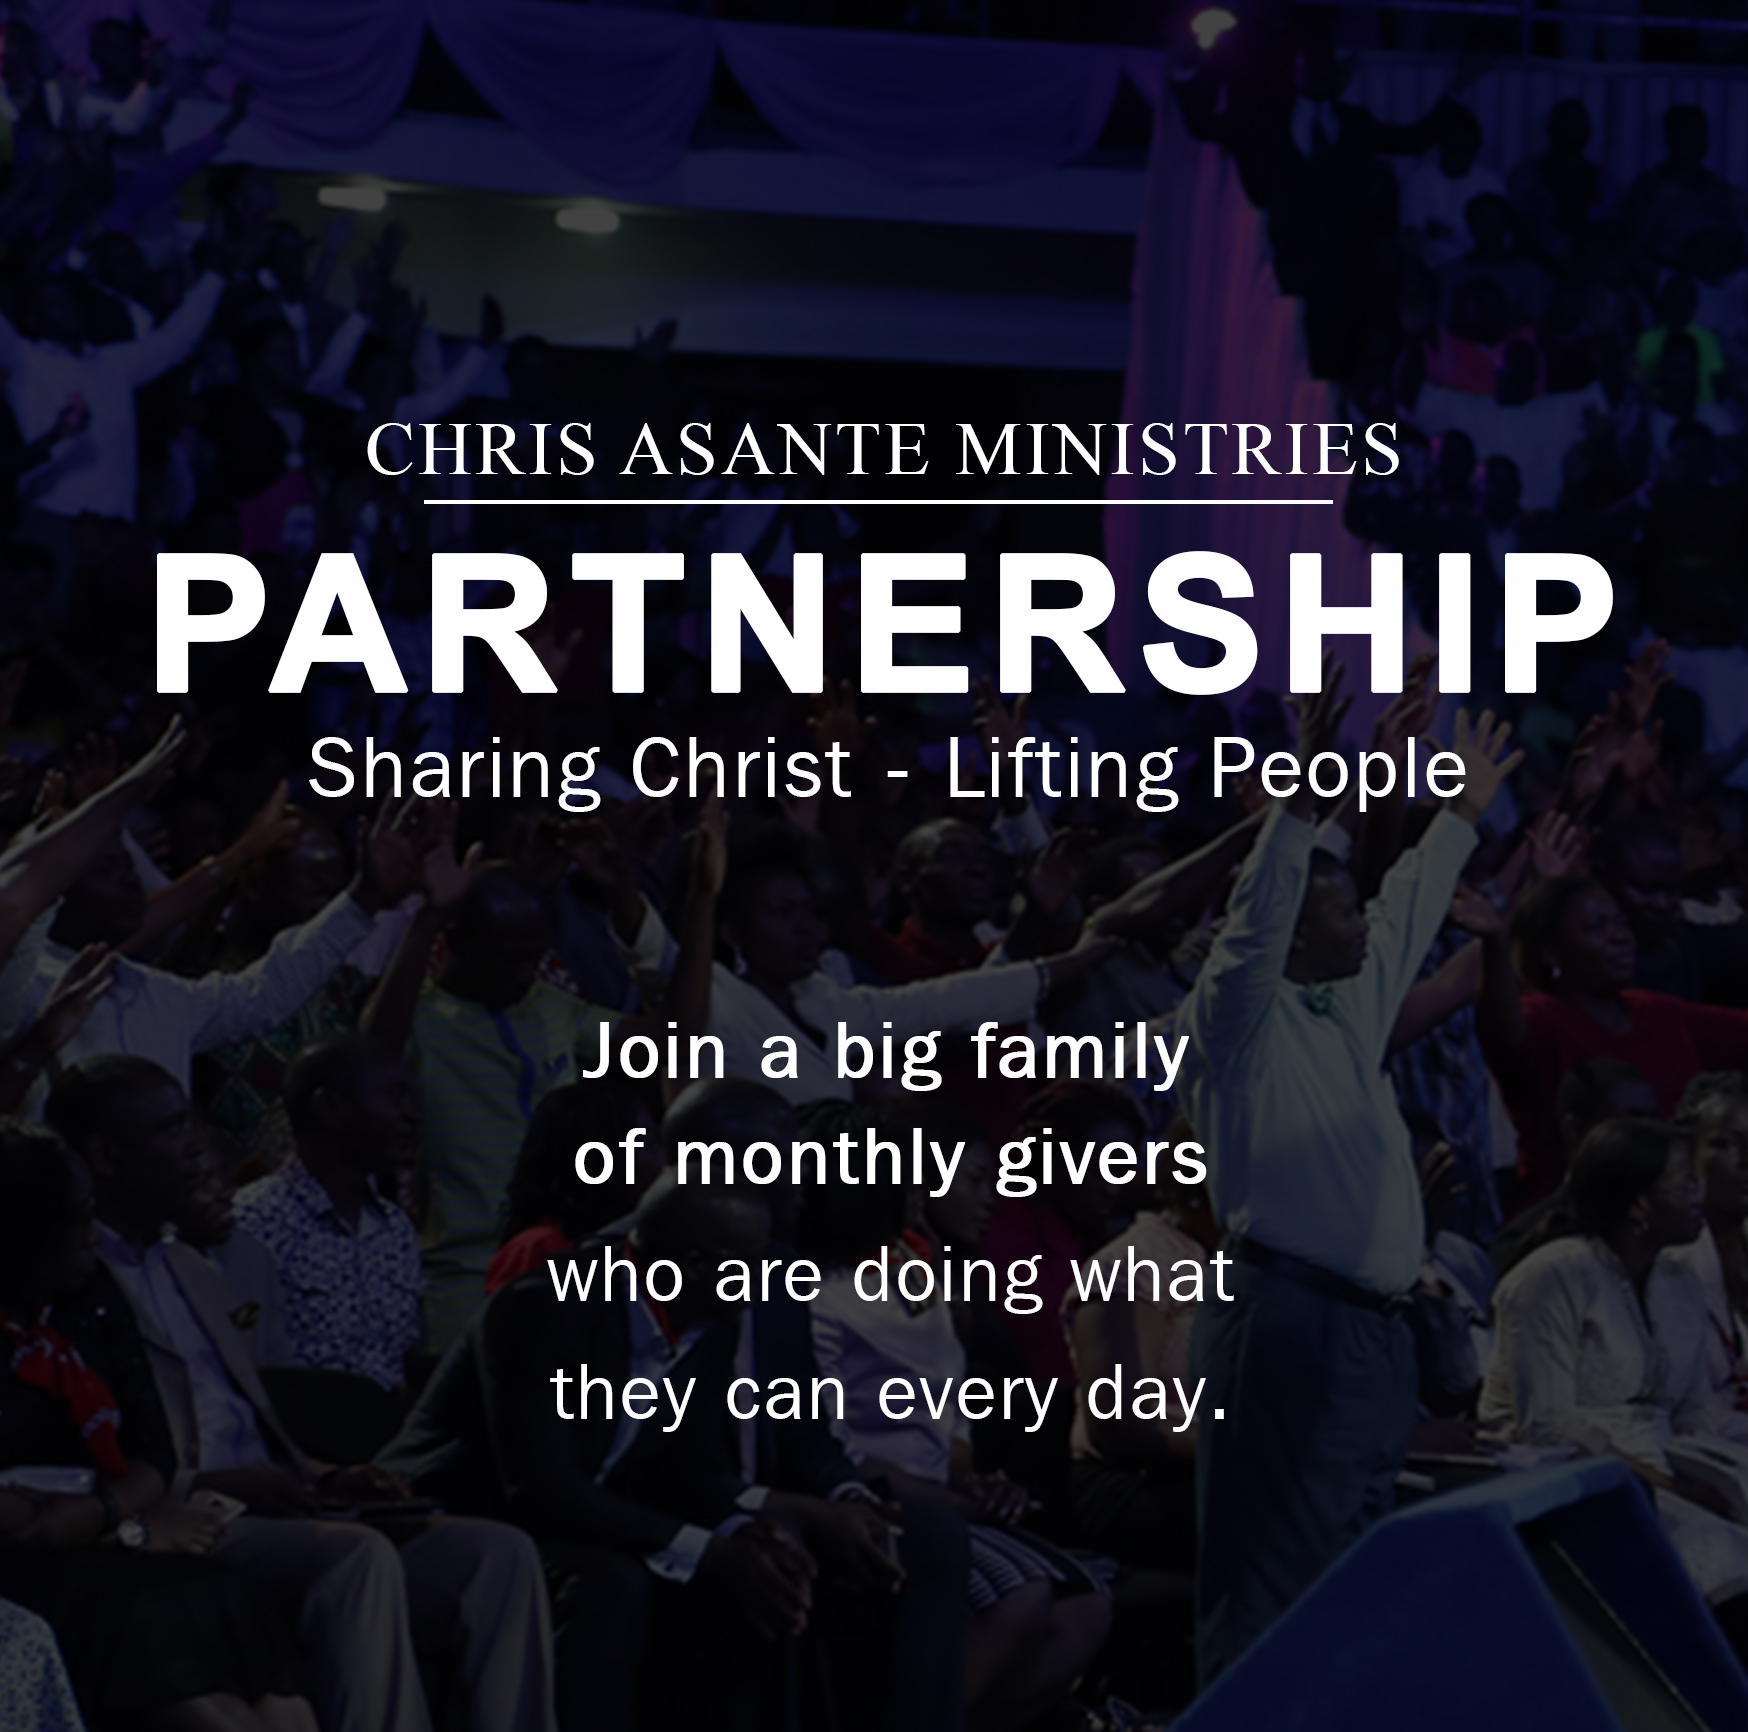 CHRIS ASANTE MINISTRIES
PARTNERSHIP
Sharing Christ - Lifting People
Join a big family
of monthly givers
who are doing what
they can every day.